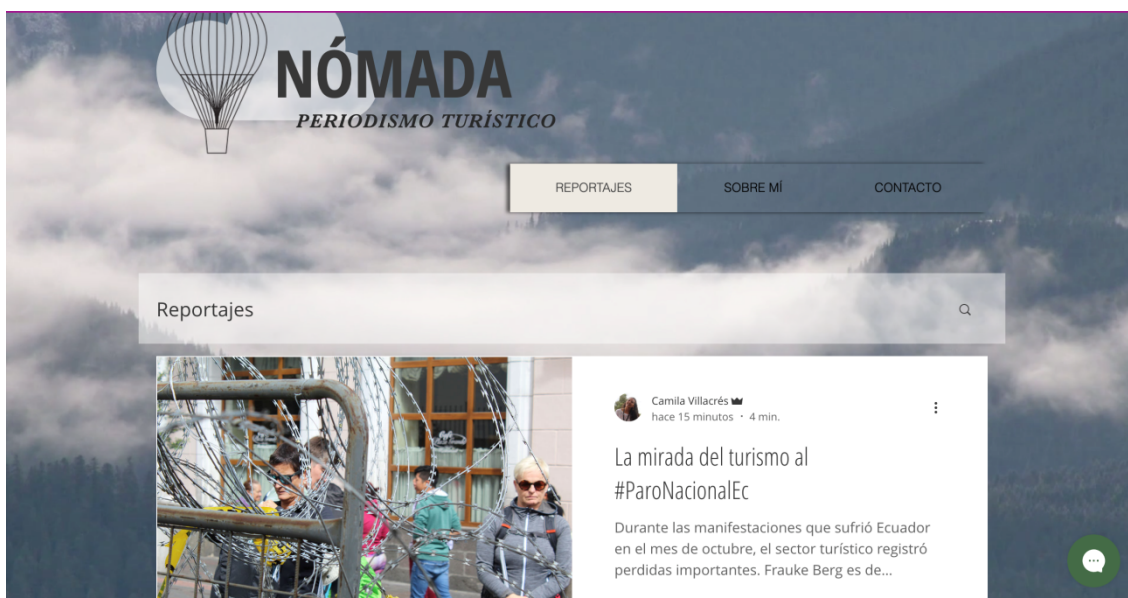 NÓMADA
PERIODISMO TURÍSTICO
REPORTAJES SOBRE MÍ CONTACTO
Reportajes
Camila Villacrés
hace 15 minutos · 4 min.
La mirada del turismo al
#ParoNacionalEc
Durante las manifestaciones que sufrió Ecuador
en el mes de octubre, el sector turístico registró
perdidas importantes. Frauke Berg es de...